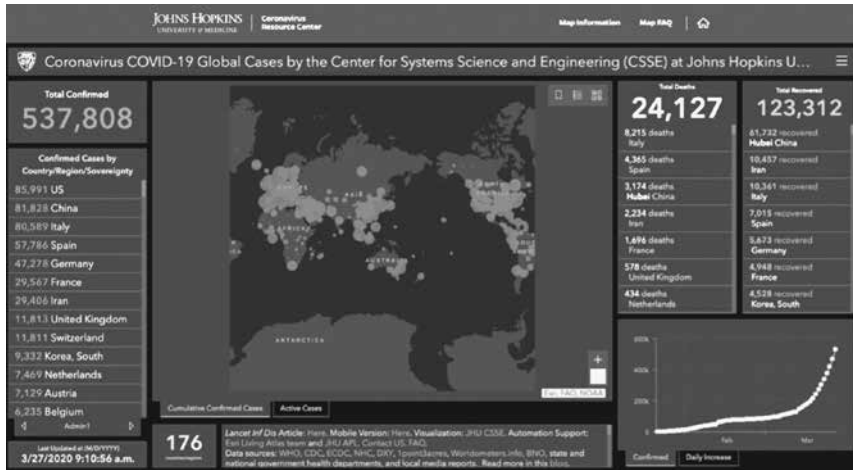 JOHNS HOPKINS
UNIVERSITY of MEDICINE
Coronavirus
Resource Center
Map Information
Map FAQ
Coronavirus COVID-19 Global Cases by the Center for Systems Science and Engineering (CSSE) at Johns Hopkins U...
Total Confirmed
537,808
Confirmed Cases by
Country/Region/Sovereignty
85,991 US
81,828 China
80,589 Italy
57,786 Spain
47,278 Germany
29,567 France
29,406 Iran
11,813 United Kingdom
11,811 Switzerland
9,332 Korea, South
7,469 Netherlands
7,129 Austria
6,235 Belgium
Admin1
Last Updated at (M/D/YYYY)
3/27/2020 9:10:56 a.m.
ASIA
AFRICA
AUSTRALIA
ANTARCTICA
+
Esri, FAO, NOAA
Cumulative Confirmed Cases
Active Cases
176
Lancet Inf Dis Article: Here. Mobile Version: Here. Visualization: JHU CSSE. Automation Support:
Esri Living Atlas team and JHU APL. Contact US. FAQ.
Data sources: WHO, CDC, ECDC, NHC, DXY, 1point3acres, Worldometers.info, BNO, state and
national government health departments, and local media reports. Read more in this blog.
Total Deaths
24,127
8,215 deaths
Italy
4,365 deaths
Spain
3,174 deaths
Hubei China
2,234 deaths
Iran
1,696 deaths
France
578 deaths
United Kingdom
434 deaths
Netherlands
Total Recovered
123,312
61,732 recovered
Hubei China
10,457 recovered
Iran
10,361 recovered
Italy
7,015 recovered
Spain
5,673 recovered
Germany
4,948 recovered
France
4,528 recovered
Korea, South
600k
400k
200k
0
Feb
Mar
Confirmed
Daily Increase